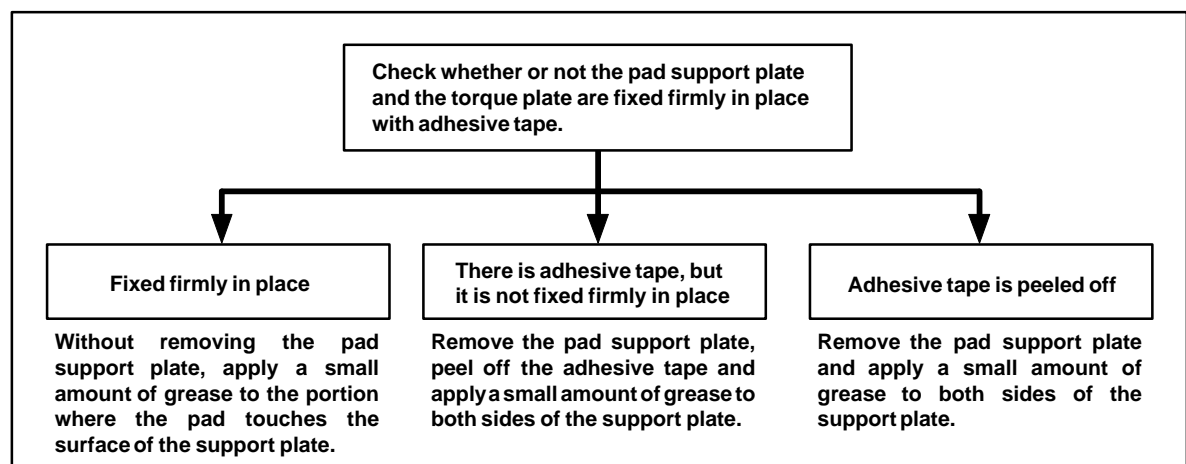 Check whether or not the pad support plate
and the torque plate are fixed firmly in place
with adhesive tape.
Fixed firmly in place
Without removing the pad
support plate, apply a small
amount of grease to the portion
where the pad touches the
surface of the support plate.
There is adhesive tape, but
it is not fixed firmly in place
Remove the pad support plate,
peel off the adhesive tape and
apply a small amount of grease to
both sides of the support plate.
Adhesive tape is peeled off
Remove the pad support plate
and apply a small amount of
grease to both sides of the
support plate.